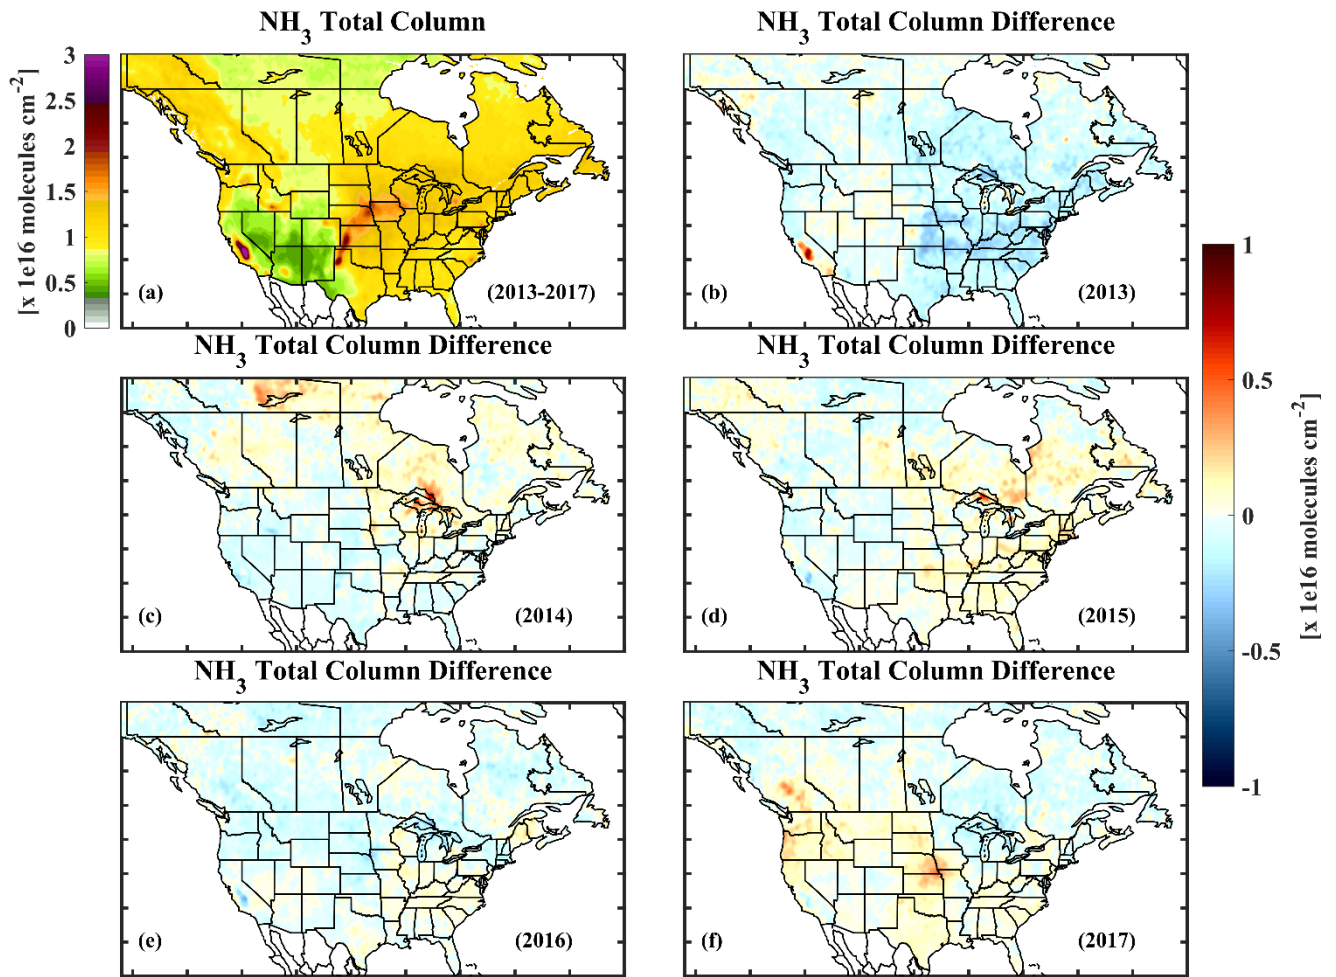 NH₃ Total Column
NH₃ Total Column Difference
3
2.5
2
1.5
1
0.5
0
[x 1e16 molecules cm⁻²]
(a)
(2013-2017)
(b)
(2013)
NH₃ Total Column Difference
NH₃ Total Column Difference
(c)
(2014)
(d)
(2015)
1
0.5
0
-0.5
-1
[x 1e16 molecules cm⁻²]
NH₃ Total Column Difference
NH₃ Total Column Difference
(e)
(2016)
(f)
(2017)